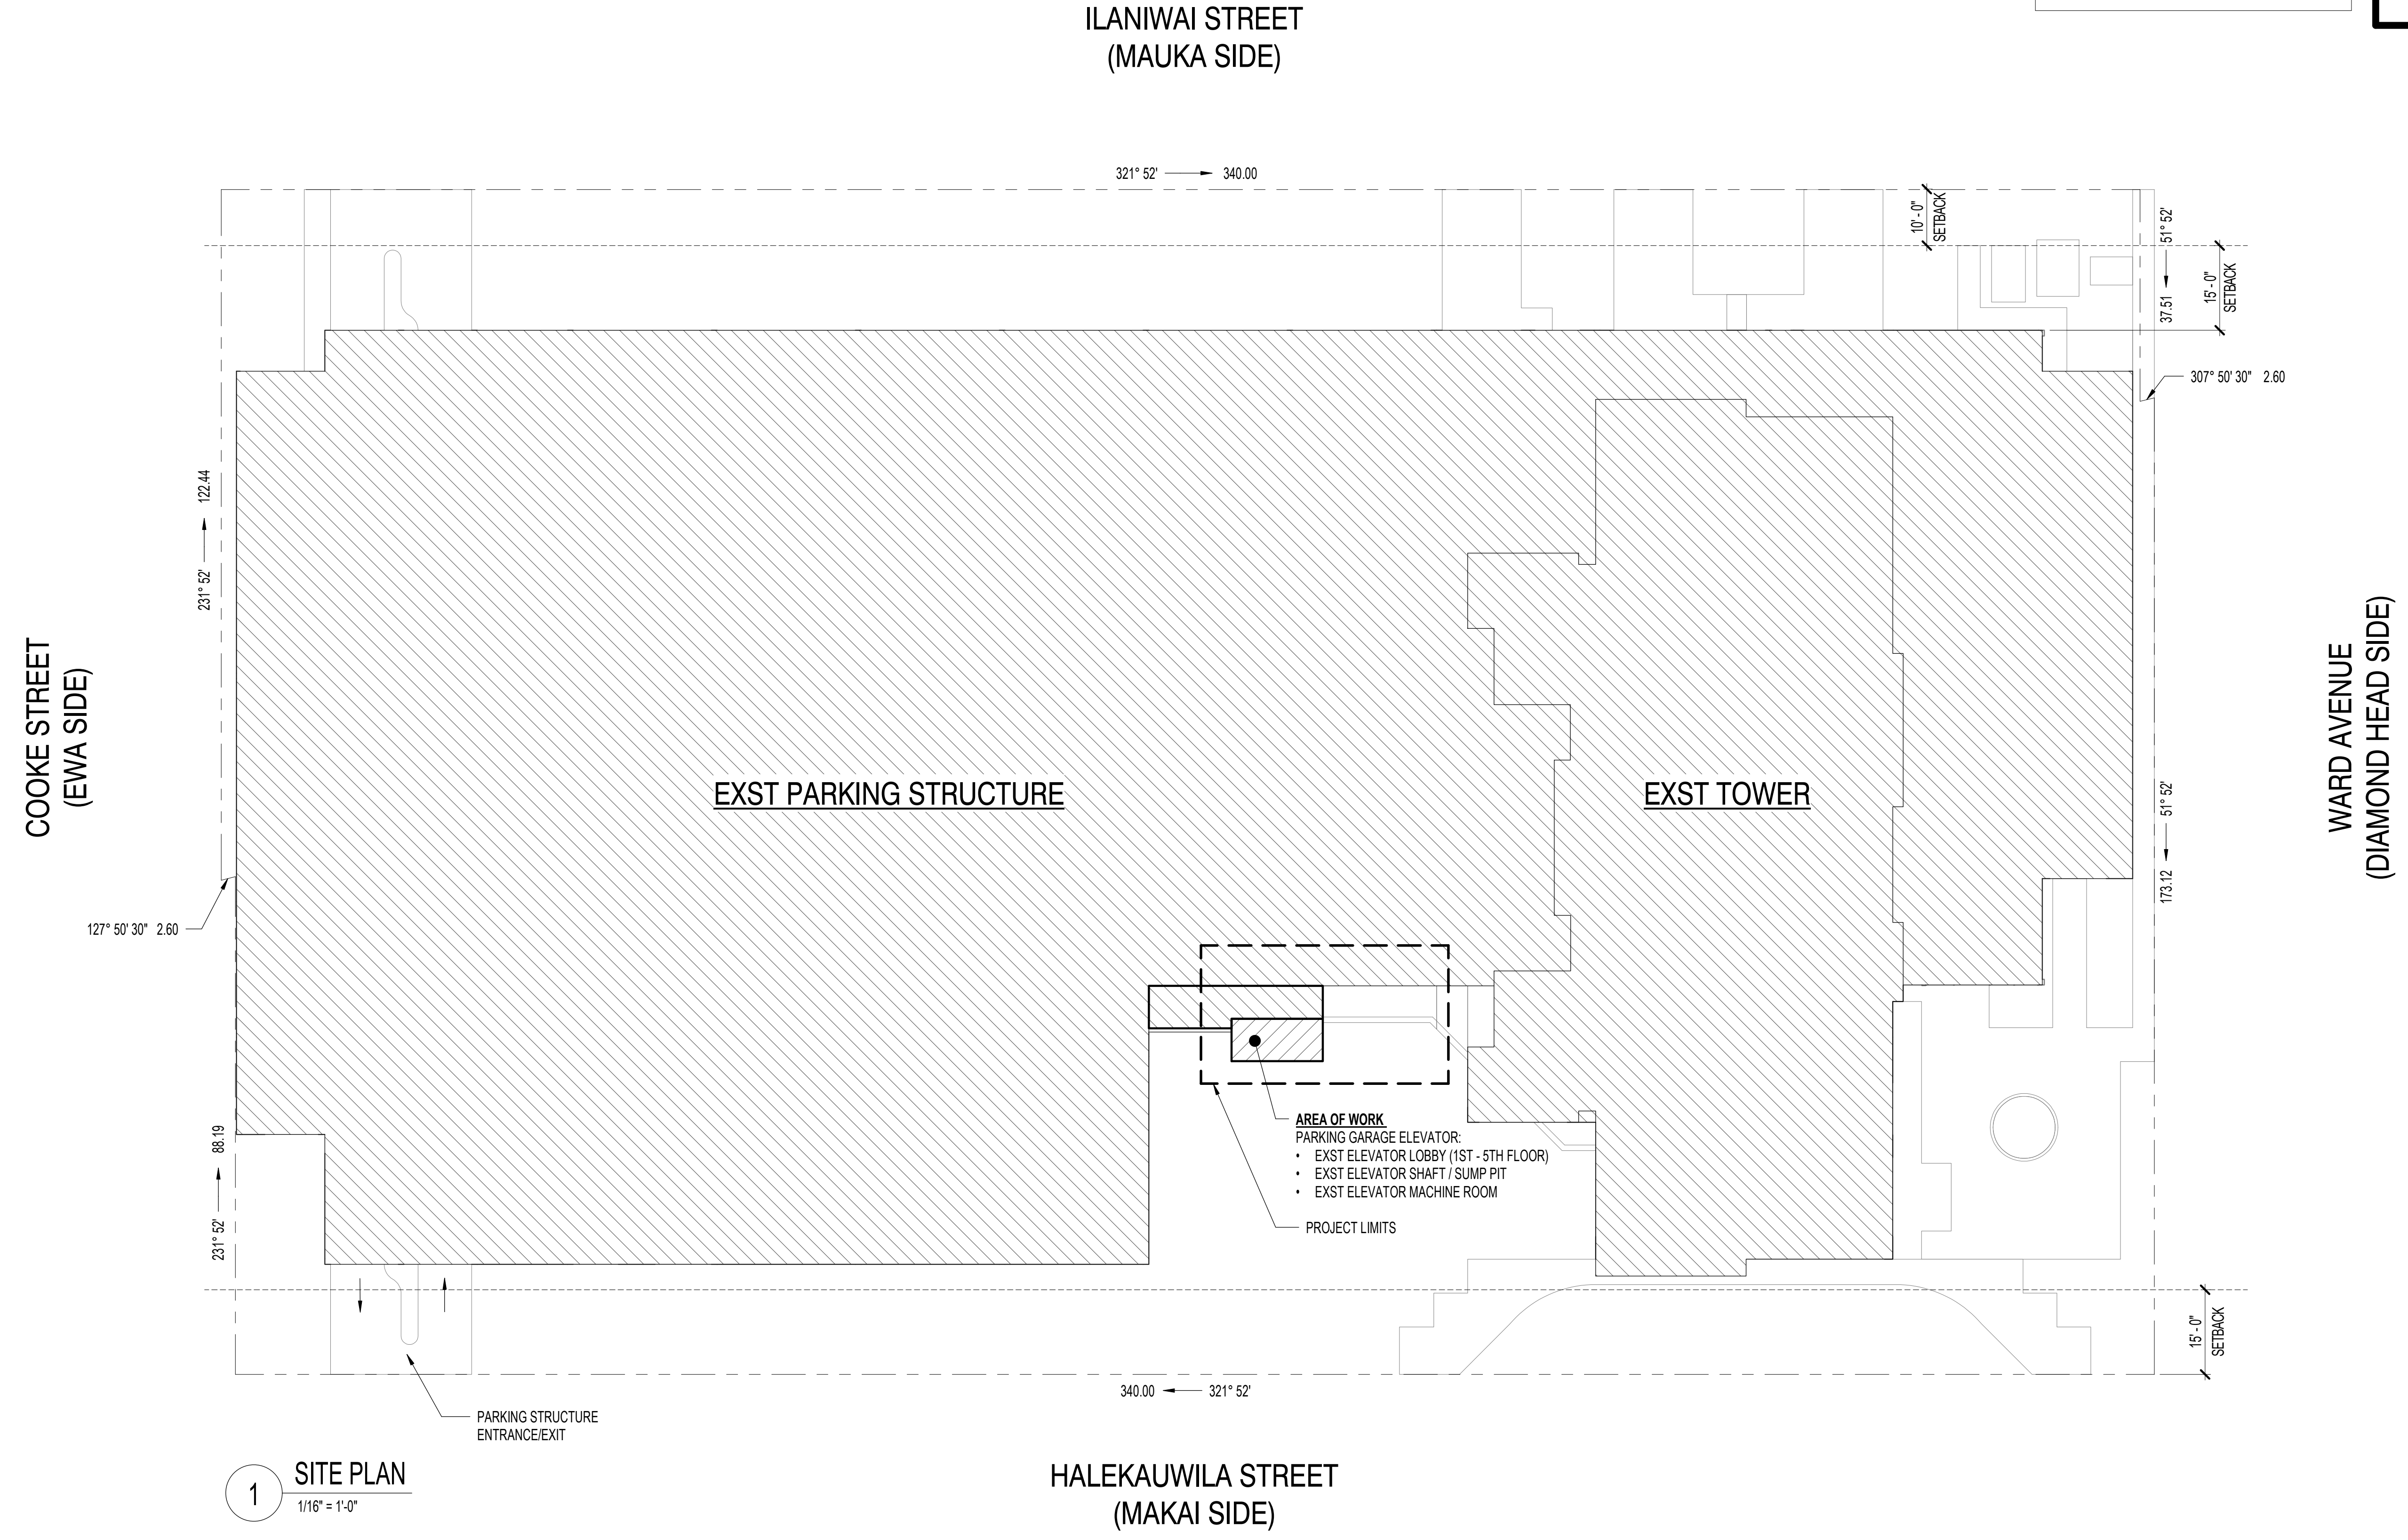 ILANIWAI STREET
(MAUKA SIDE)
321° 52' 340.00
10' - 0"
SETBACK
51° 52'
37.51
15' - 0"
SETBACK
307° 50' 30" 2.60
122.44
231° 52'
COOKE STREET
(EWA SIDE)
EXST PARKING STRUCTURE
EXST TOWER
WARD AVENUE
(DIAMOND HEAD SIDE)
51° 52'
173.12
127° 50' 30" 2.60
88.19
231° 52'
AREA OF WORK
PARKING GARAGE ELEVATOR:
• EXST ELEVATOR LOBBY (1ST - 5TH FLOOR)
• EXST ELEVATOR SHAFT / SUMP PIT
• EXST ELEVATOR MACHINE ROOM
PROJECT LIMITS
15' - 0"
SETBACK
340.00 321° 52'
PARKING STRUCTURE
ENTRANCE/EXIT
1
SITE PLAN
1/16" = 1'-0"
HALEKAUWILA STREET
(MAKAI SIDE)